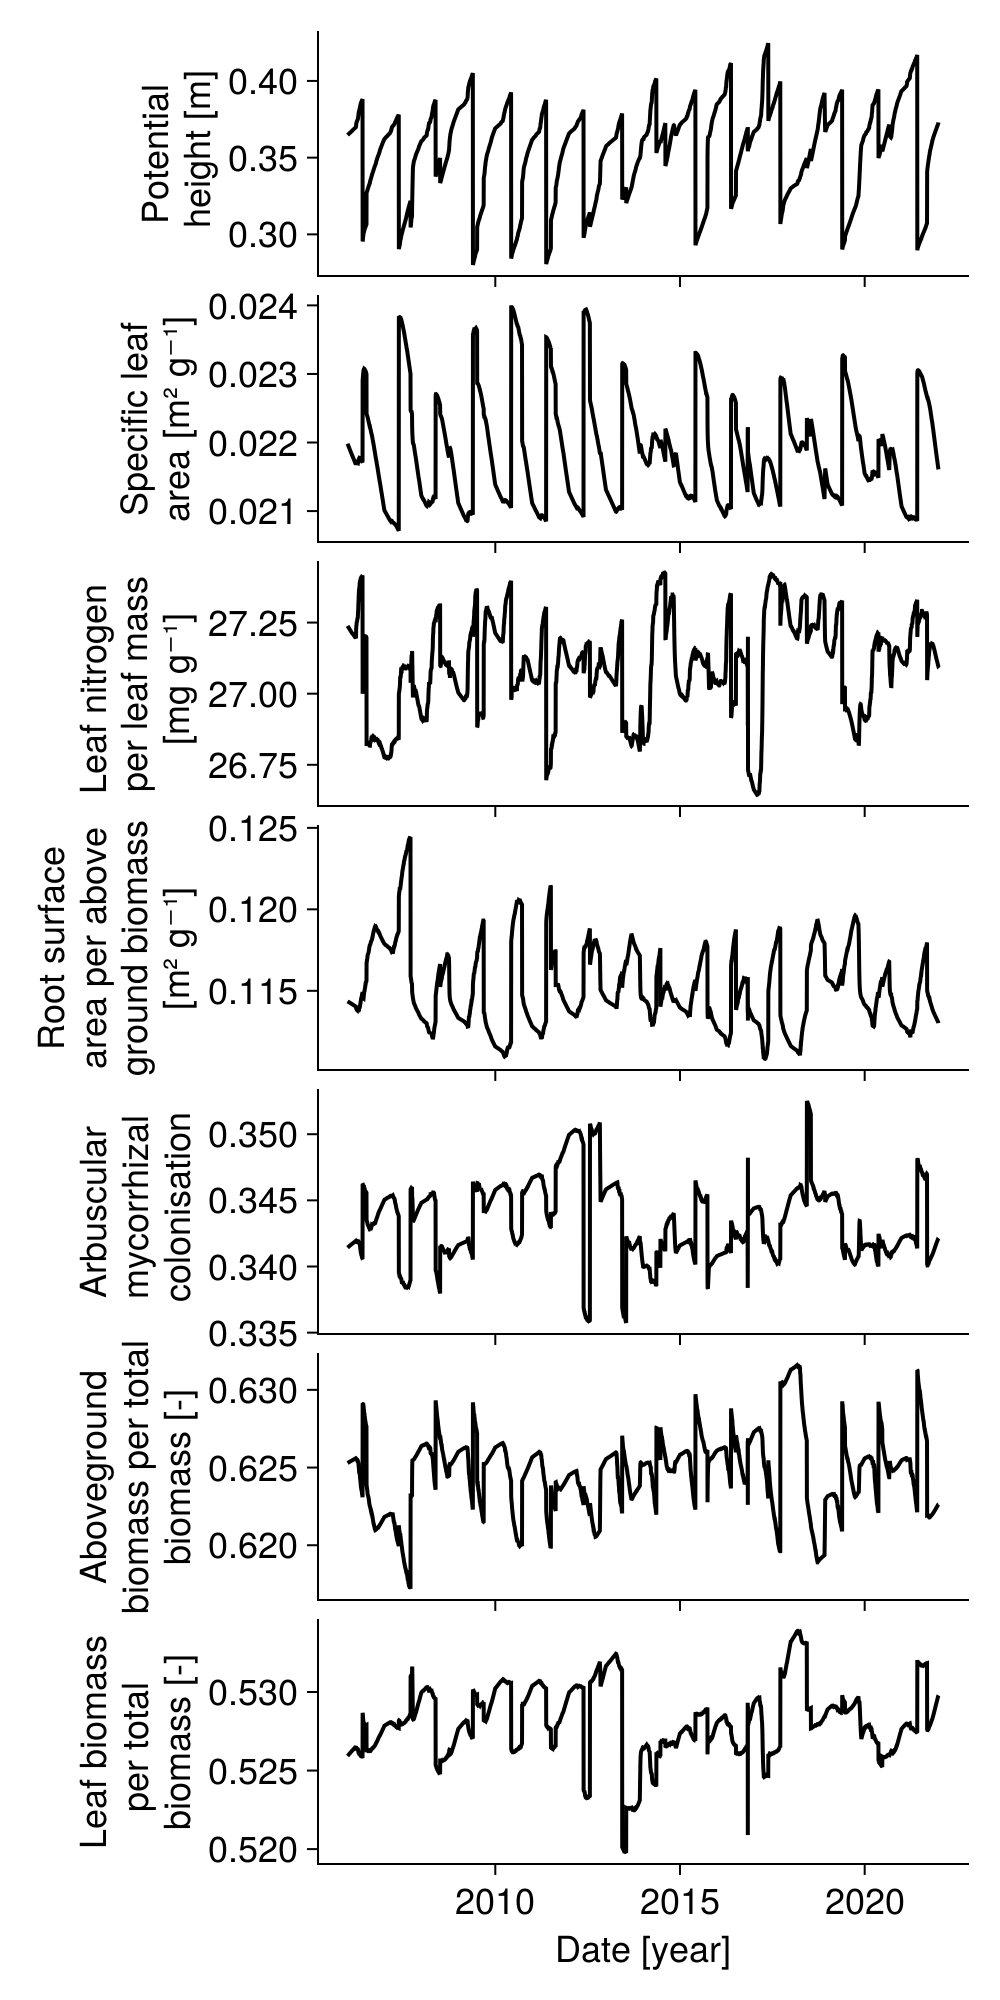 Potential
height [m]
0.40
0.35
0.30
Specific leaf
area [m² g⁻¹]
0.024
0.023
0.022
0.021
Leaf nitrogen
per leaf mass
[mg g⁻¹]
27.25
27.00
26.75
Root surface
area per above
ground biomass
[m² g⁻¹]
0.125
0.120
0.115
Arbuscular
mycorrhizal
colonisation
0.350
0.345
0.340
0.335
Aboveground
biomass per total
biomass [-]
0.630
0.625
0.620
Leaf biomass
per total
biomass [-]
0.530
0.525
0.520
2010 2015 2020
Date [year]